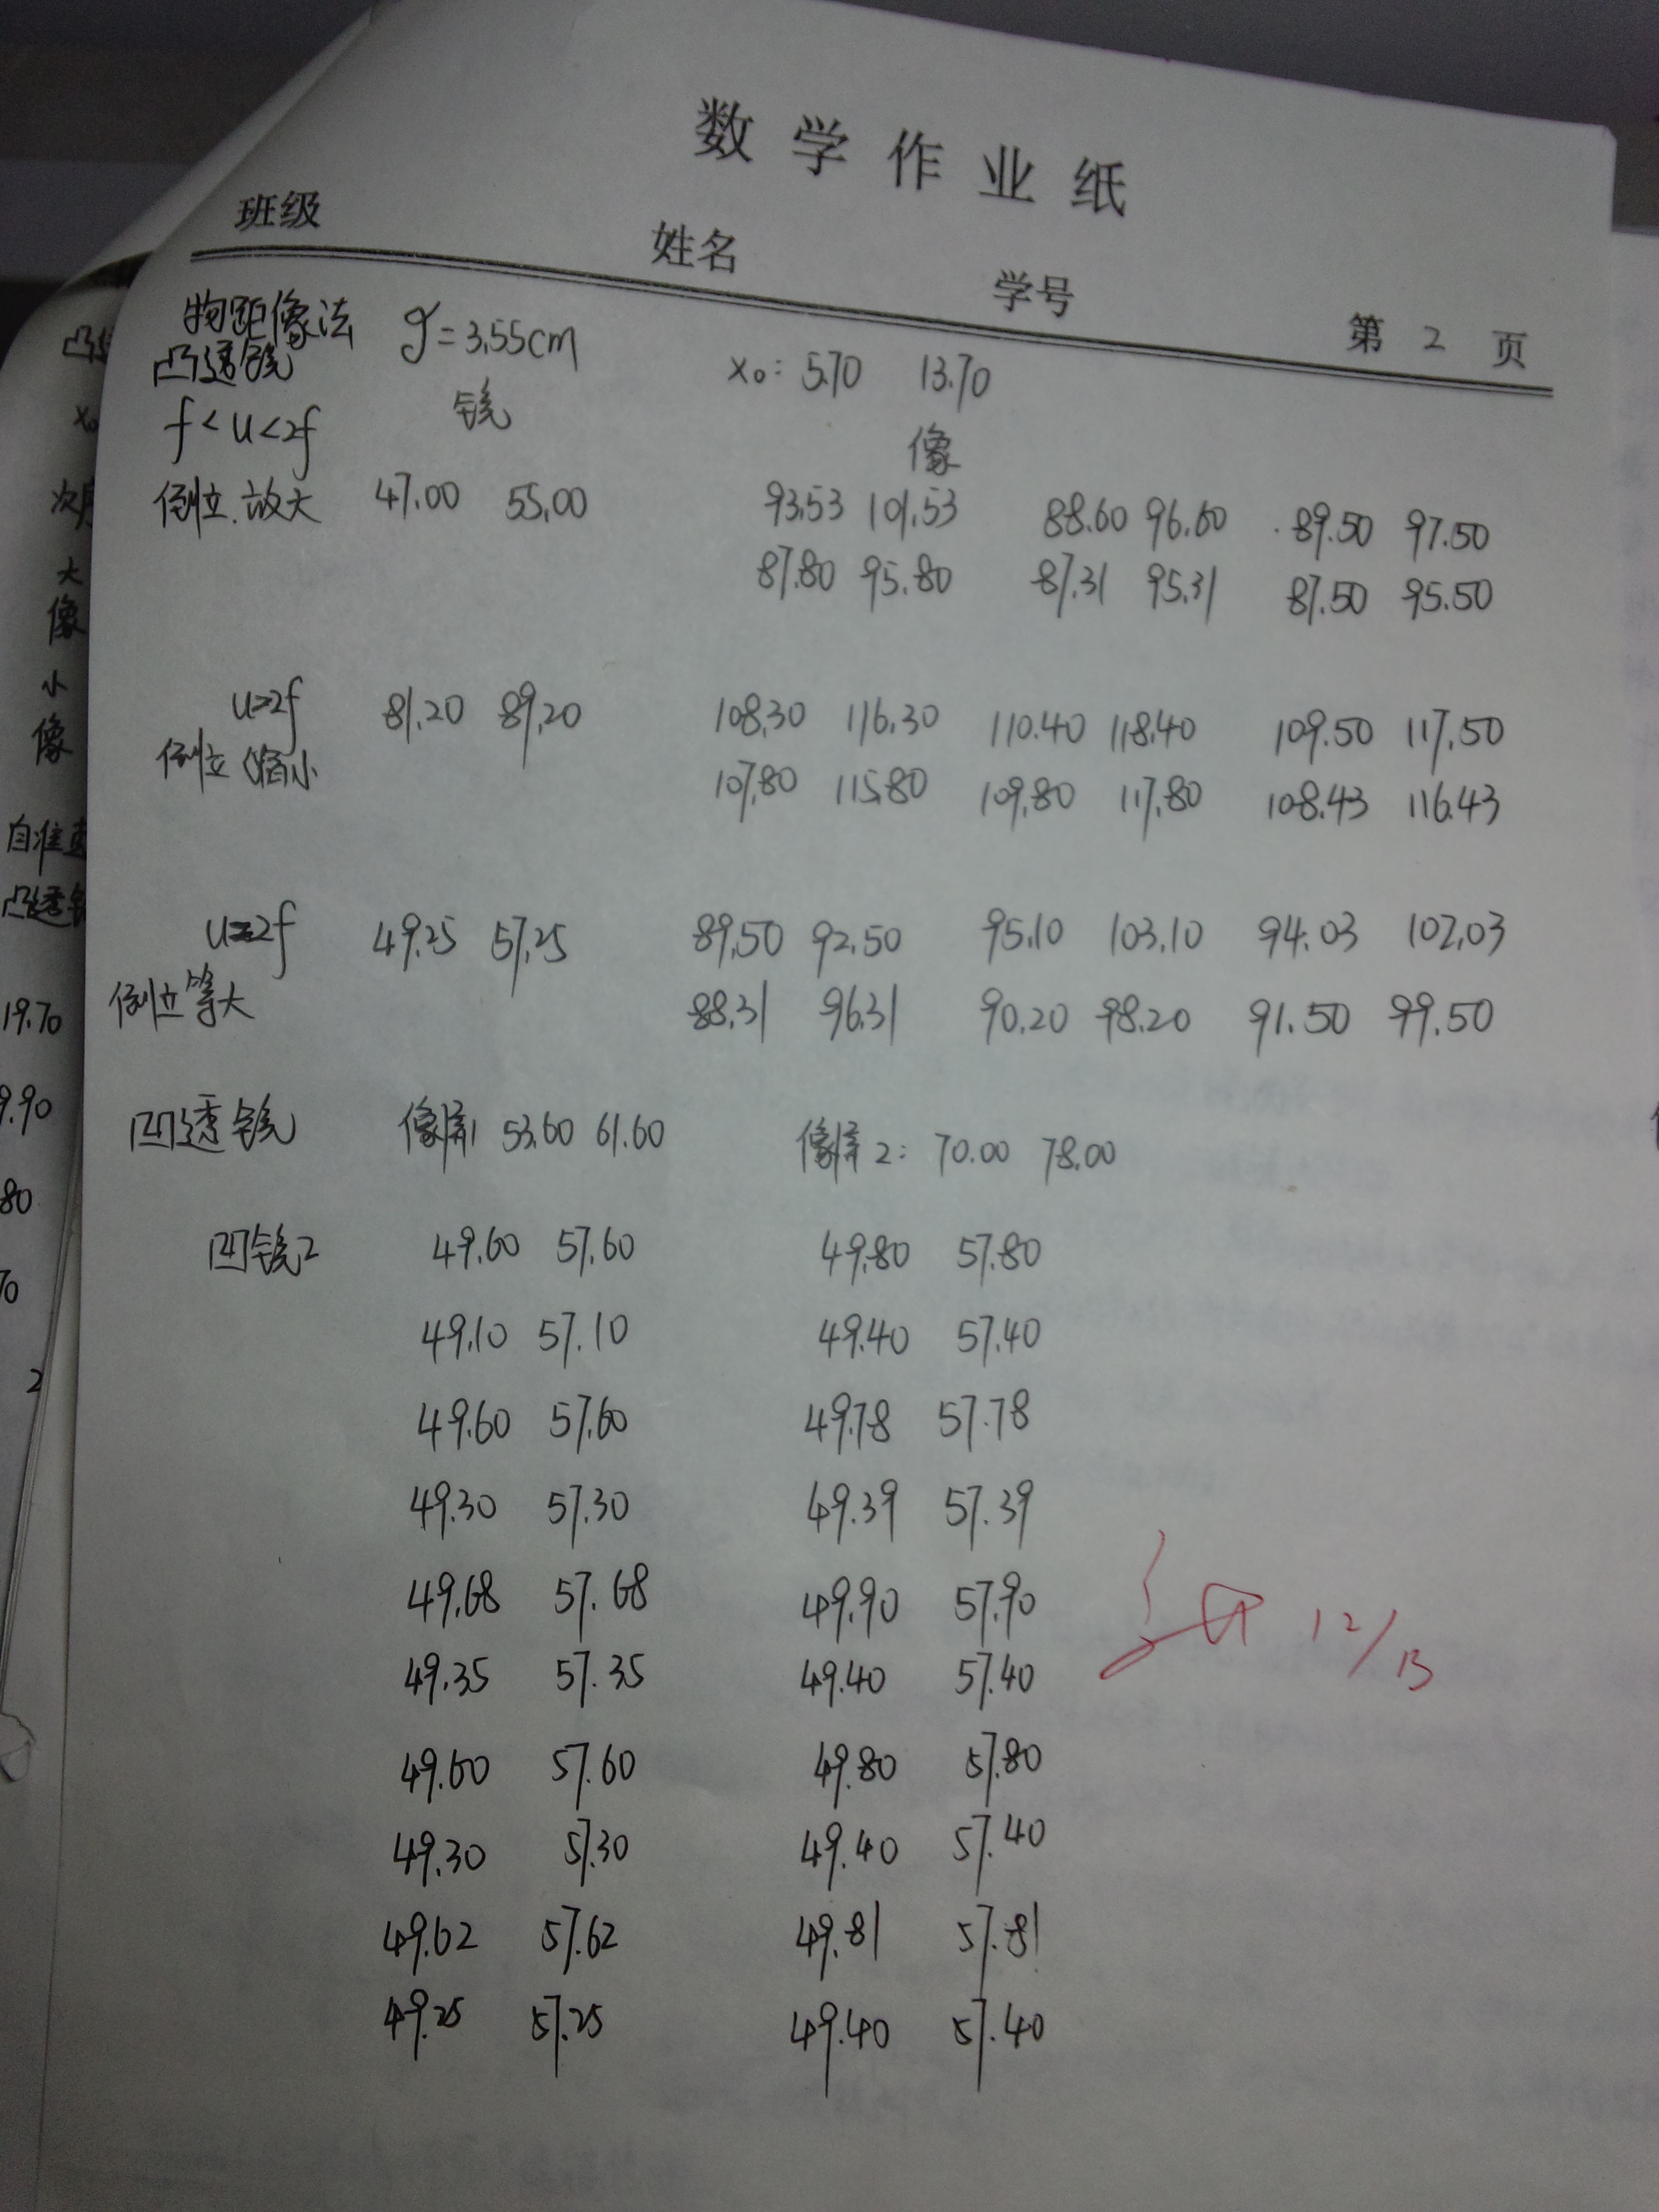 数学作业纸
班级 姓名 学号 第 2 页
物距像法 g=3.55cm x₀: 5.70 13.70
凸透镜
f<u<2f 镜 像
倒立.放大 47.00 55.00 93.53 101.53 88.60 96.60 89.50 97.50
87.80 95.80 87.31 95.31 87.50 95.50
u>2f 81.20 89.20 108.30 116.30 110.40 118.40 109.50 117.50
倒立缩小 107.80 115.80 109.80 117.80 108.43 116.43
u=2f 49.25 57.25 89.50 92.50 95.10 103.10 94.03 102.03
倒立等大 88.31 96.31 90.20 98.20 91.50 99.50
凹透镜 像屏1 53.60 61.60 像屏2: 70.00 78.00
凹镜2 49.60 57.60 49.80 57.80
49.10 57.10 49.40 57.40
49.60 57.60 49.78 57.78
49.30 57.30 49.39 57.39
49.68 57.68 49.90 57.90
49.35 57.35 49.40 57.40
12/13
49.60 57.60 49.80 57.80
49.30 57.30 49.40 57.40
49.62 57.62 49.81 57.81
49.25 57.25 49.40 57.40
凸
x₀
大
像
小
像
自准直
凸透镜
19.70
9.90
80
70
2